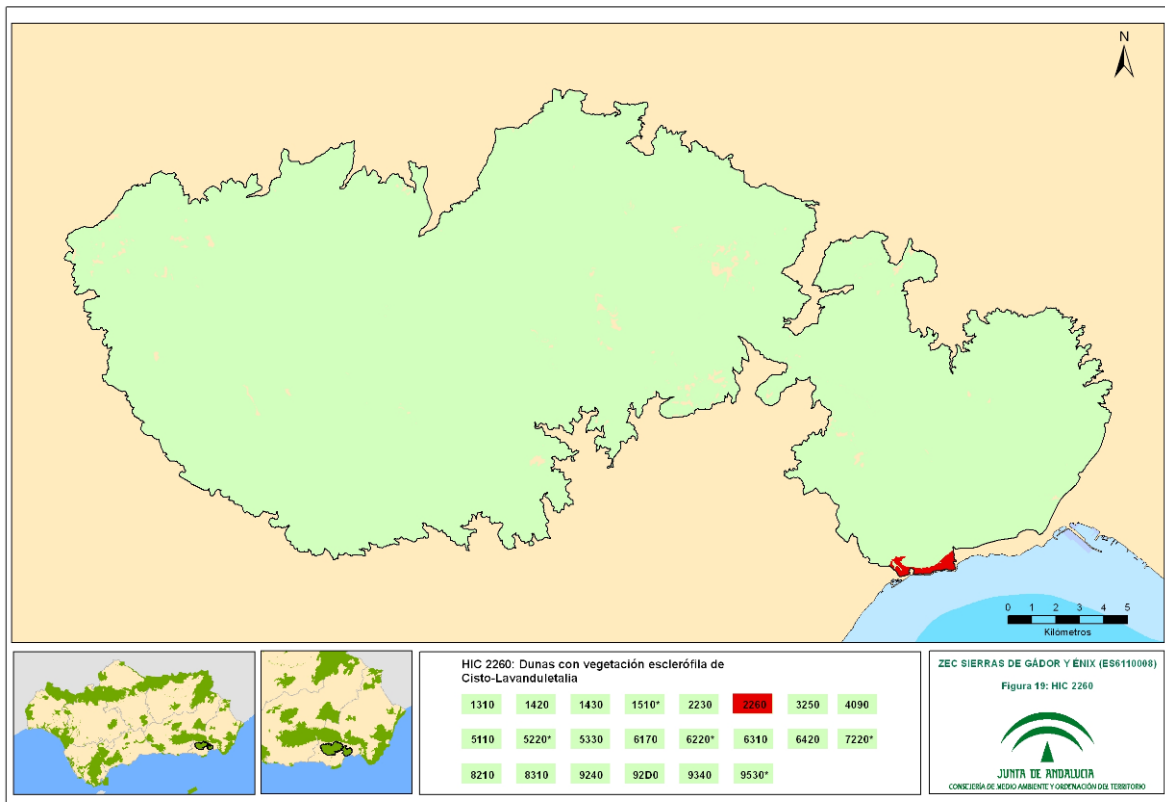 N
0 1 2 3 4 5
Kilómetros
HIC 2260: Dunas con vegetación esclerófila de
Cisto-Lavanduletalia
1310 1420 1430 1510* 2230 2260 3250 4090
5110 5220* 5330 6170 6220* 6310 6420 7220*
8210 8310 9240 92D0 9340 9530*
ZEC SIERRAS DE GÁDOR Y ÉNIX (ES6110008)
Figura 19: HIC 2260
JUNTA DE ANDALUCIA
CONSEJERÍA DE MEDIO AMBIENTE Y ORDENACIÓN DEL TERRITORIO